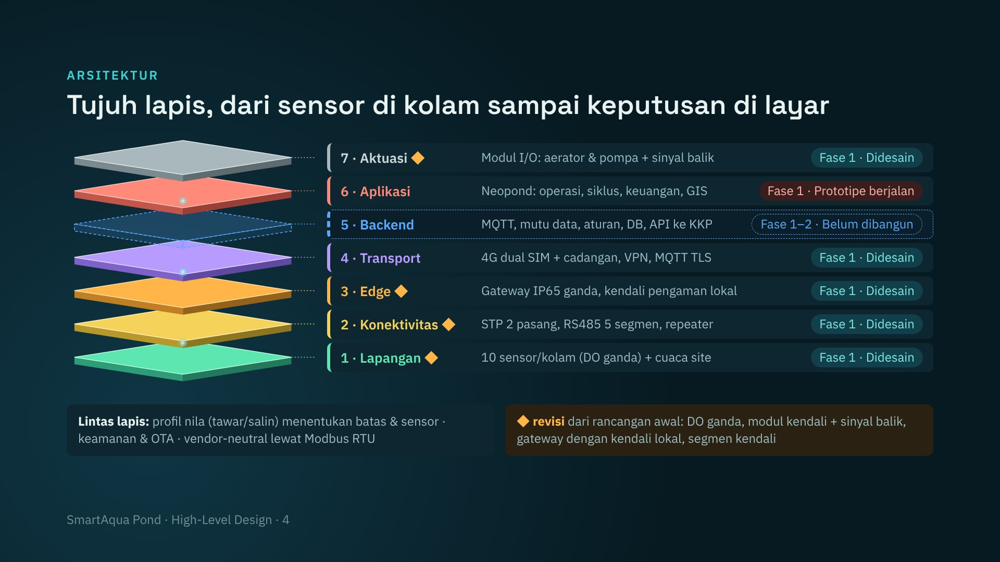 ARSITEKTUR
Tujuh lapis, dari sensor di kolam sampai keputusan di layar
7 · Aktuasi 🔶 Modul I/O: aerator & pompa + sinyal balik Fase 1 · Didesain
6 · Aplikasi Neopond: operasi, siklus, keuangan, GIS Fase 1 · Prototipe berjalan
5 · Backend MQTT, mutu data, aturan, DB, API ke KKP Fase 1–2 · Belum dibangun
4 · Transport 4G dual SIM + cadangan, VPN, MQTT TLS Fase 1 · Didesain
3 · Edge 🔶 Gateway IP65 ganda, kendali pengaman lokal Fase 1 · Didesain
2 · Konektivitas 🔶 STP 2 pasang, RS485 5 segmen, repeater Fase 1 · Didesain
1 · Lapangan 🔶 10 sensor/kolam (DO ganda) + cuaca site Fase 1 · Didesain
Lintas lapis: profil nila (tawar/salin) menentukan batas & sensor ·
keamanan & OTA · vendor-neutral lewat Modbus RTU
🔶 revisi dari rancangan awal: DO ganda, modul kendali + sinyal balik,
gateway dengan kendali lokal, segmen kendali
SmartAqua Pond · High-Level Design · 4